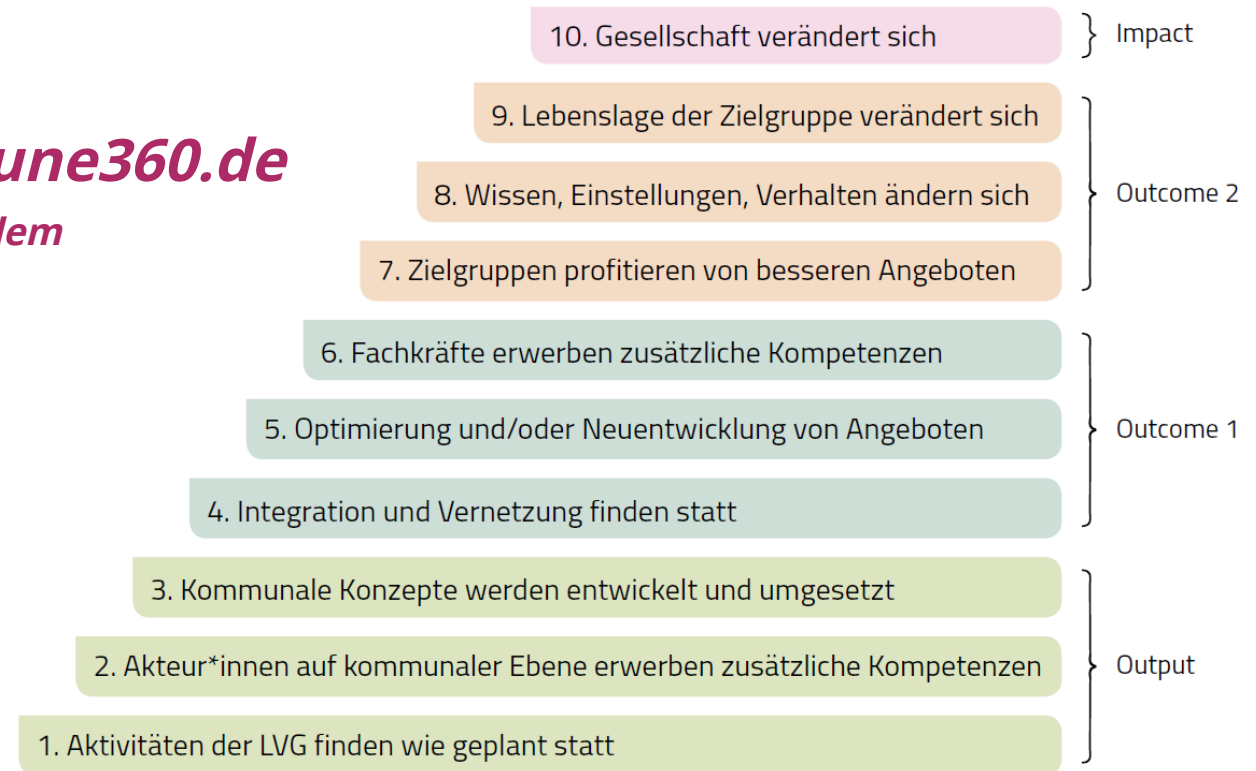 10. Gesellschaft verändert sich
Impact
9. Lebenslage der Zielgruppe verändert sich
une360.de
8. Wissen, Einstellungen, Verhalten ändern sich
Outcome 2
lem
7. Zielgruppen profitieren von besseren Angeboten
6. Fachkräfte erwerben zusätzliche Kompetenzen
5. Optimierung und/oder Neuentwicklung von Angeboten
Outcome 1
4. Integration und Vernetzung finden statt
3. Kommunale Konzepte werden entwickelt und umgesetzt
2. Akteur*innen auf kommunaler Ebene erwerben zusätzliche Kompetenzen
Output
1. Aktivitäten der LVG finden wie geplant statt